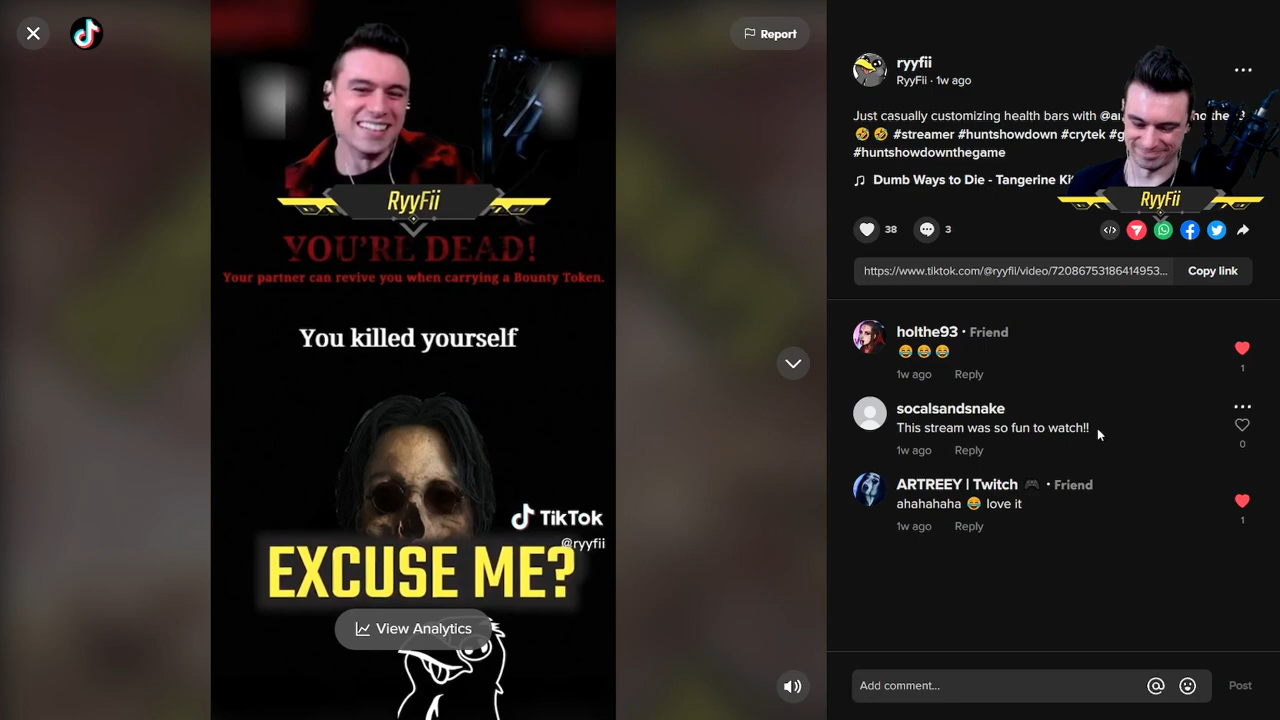 Report
RyyFii
YOU'RE DEAD!
Your partner can revive you when carrying a Bounty Token.
You killed yourself
TikTok
@ryyfii
EXCUSE ME?
View Analytics
ryyfii
RyyFii · 1w ago
Just casually customizing health bars with
🤣 🤣 #streamer #huntshowdown #crytek
#huntshowdownthegame
Dumb Ways to Die - Tangerine
RyyFii
38
3
https://www.tiktok.com/@ryyfii/video/72086753186414953...
Copy link
holthe93 · Friend
😂 😂 😂
1w ago Reply
1
socalsandsnake
This stream was so fun to watch!!
1w ago Reply
0
ARTREEY | Twitch 🎮 · Friend
ahahahaha 😂 love it
1w ago Reply
1
Add comment...
Post